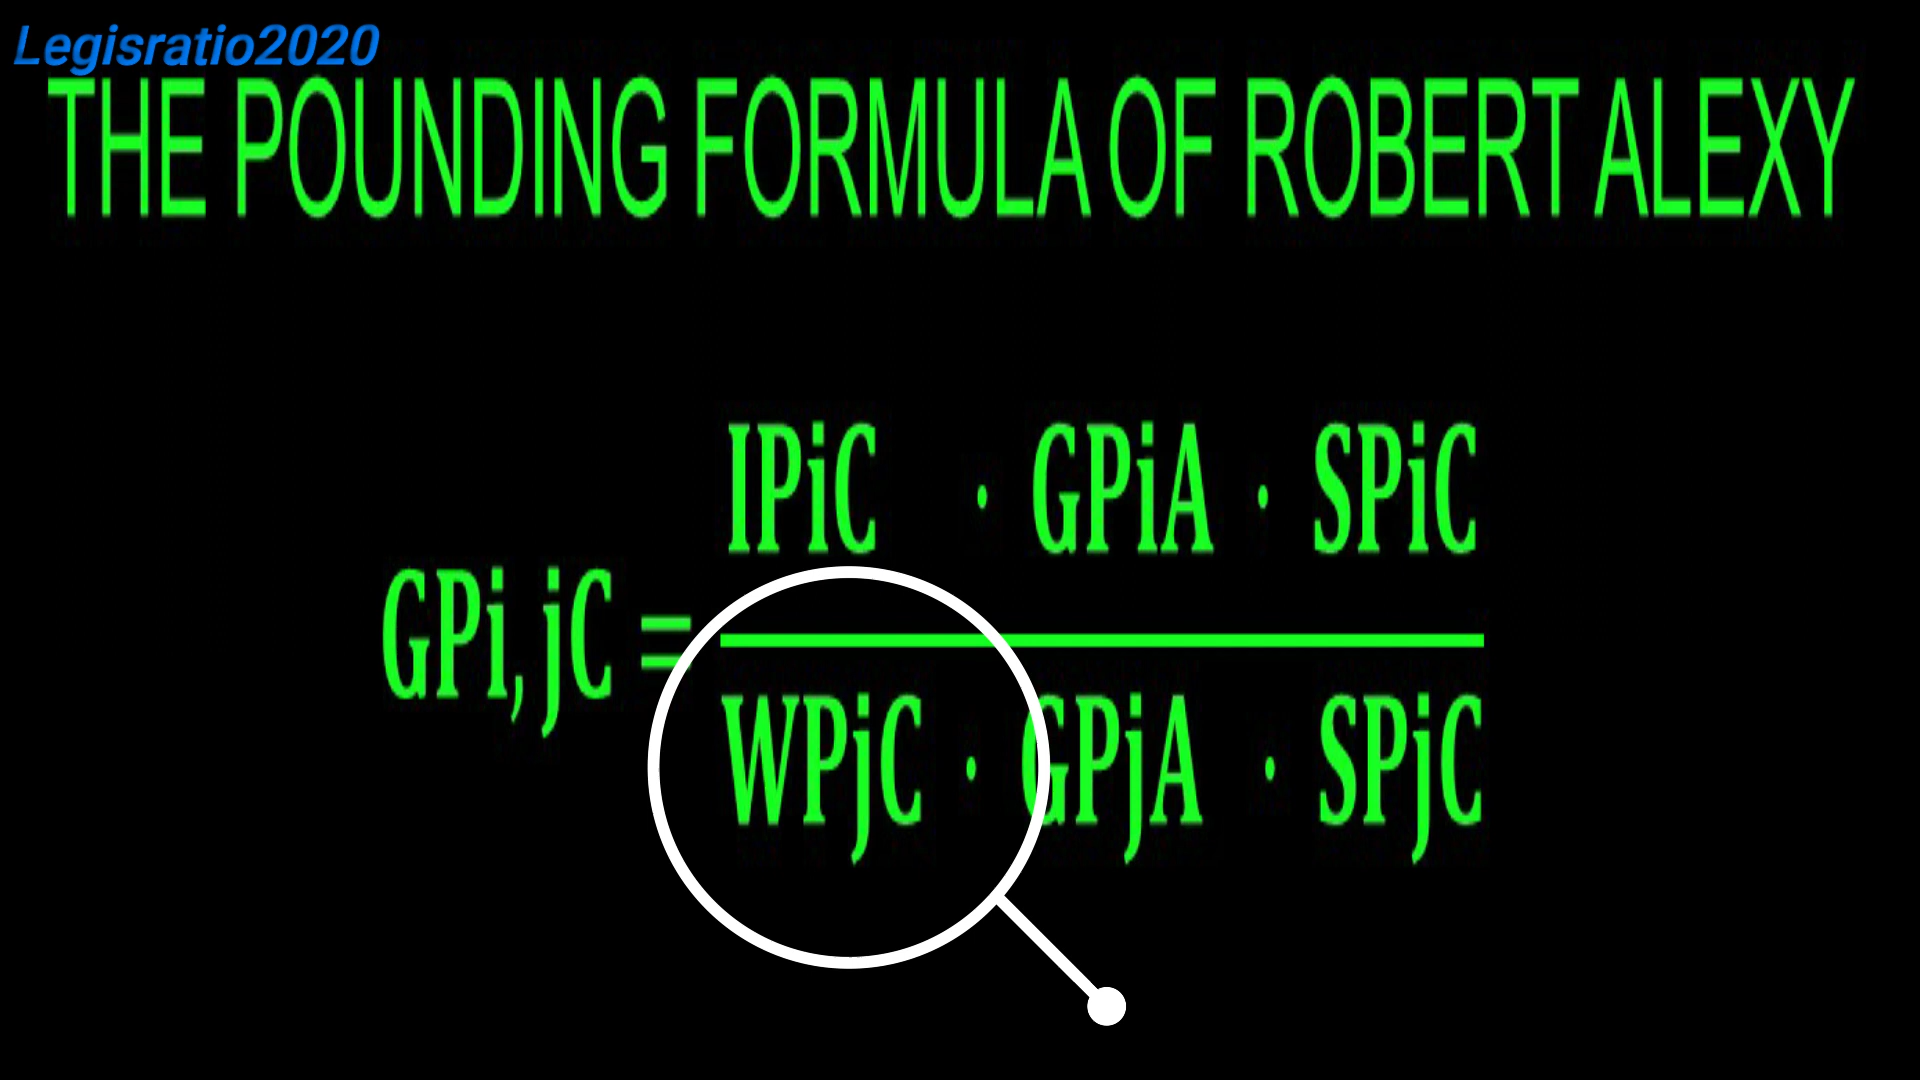 Legisratio2020
THE POUNDING FORMULA OF ROBERT ALEXY
IPiC · GPiA · SPiC
GPi, jC =
WPjC · GPjA · SPjC